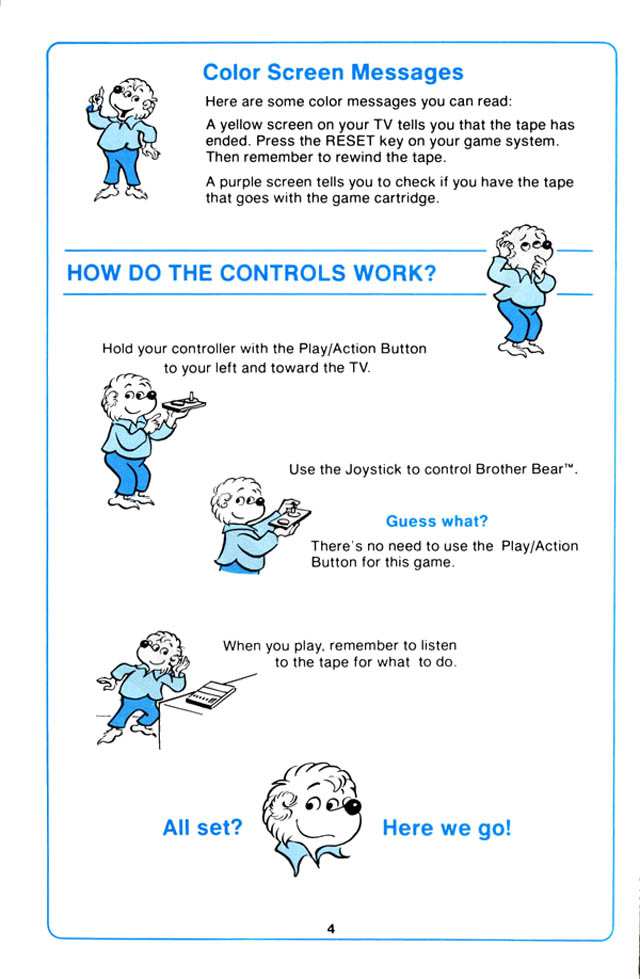 Color Screen Messages
Here are some color messages you can read:
A yellow screen on your TV tells you that the tape has
ended. Press the RESET key on your game system.
Then remember to rewind the tape.
A purple screen tells you to check if you have the tape
that goes with the game cartridge.
HOW DO THE CONTROLS WORK?
Hold your controller with the Play/Action Button
to your left and toward the TV.
Use the Joystick to control Brother Bear™.
Guess what?
There's no need to use the Play/Action
Button for this game.
When you play, remember to listen
to the tape for what to do.
All set? Here we go!
4